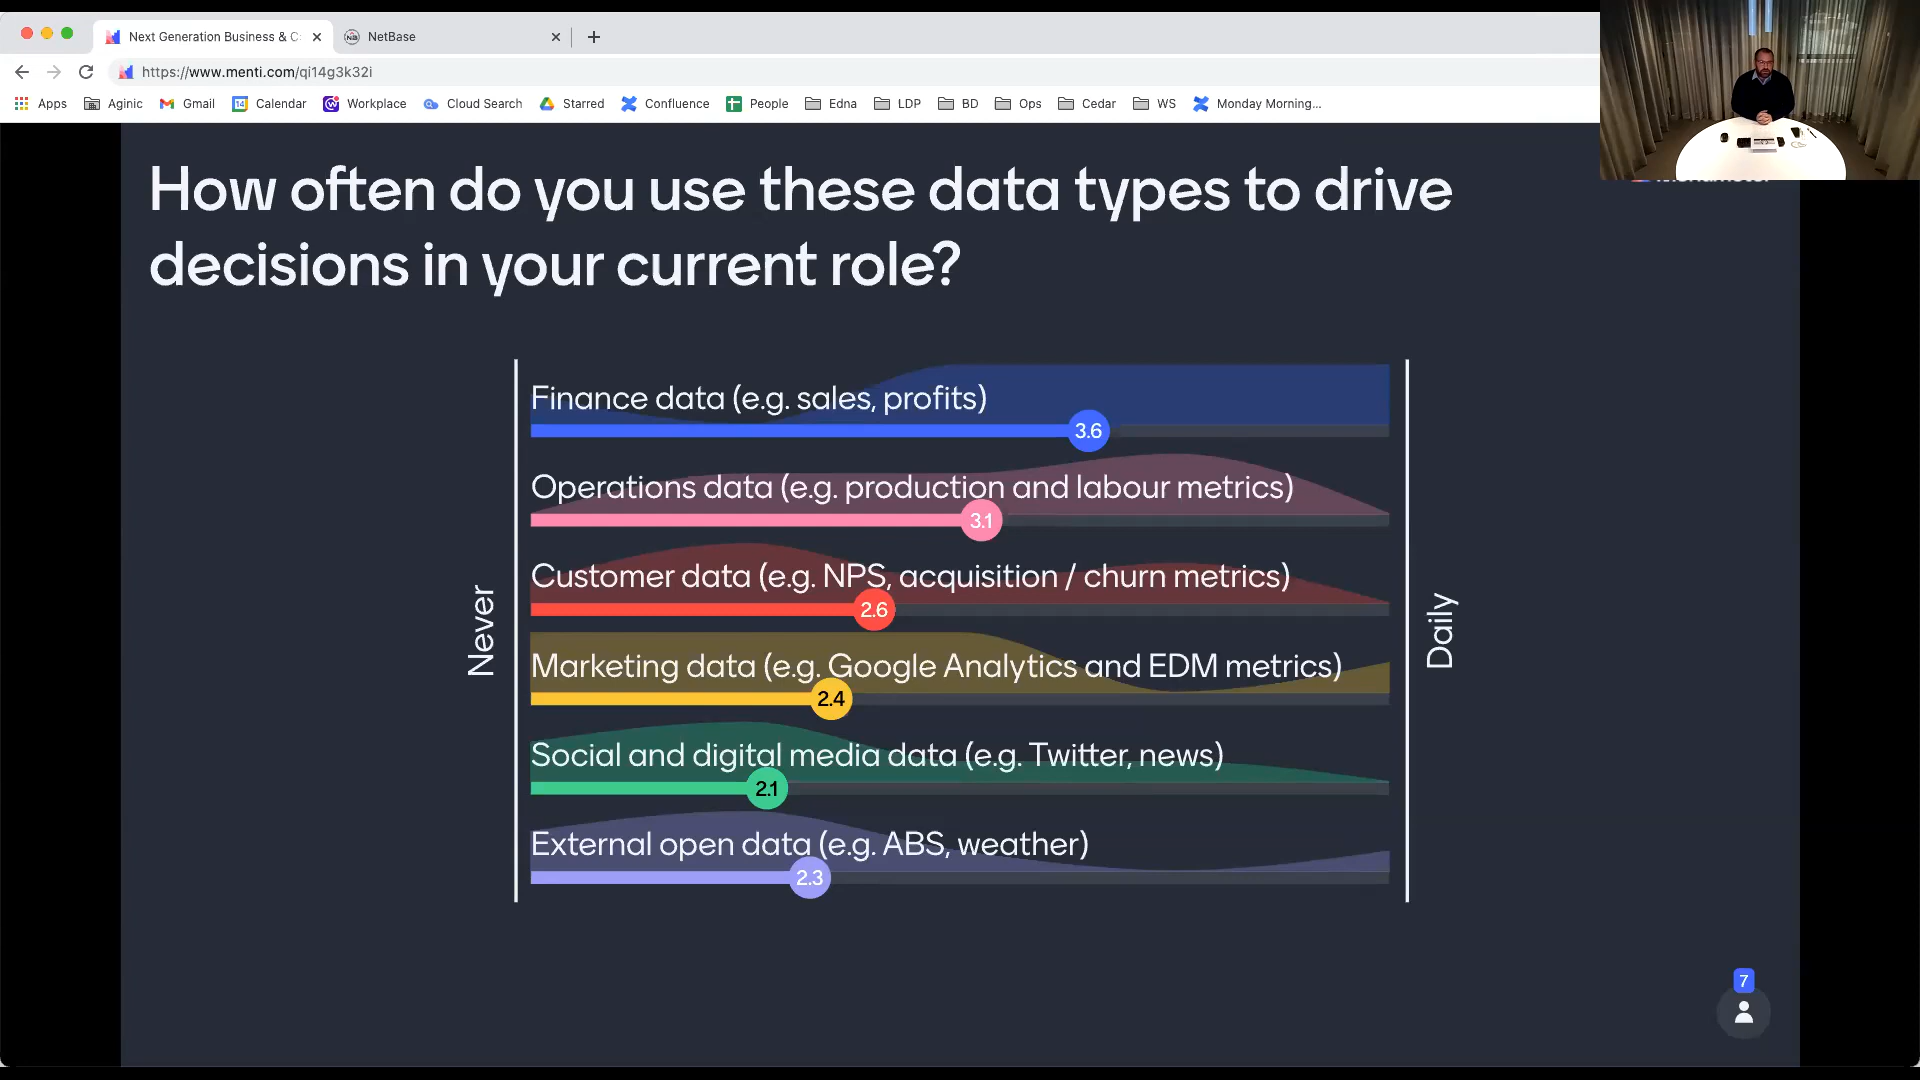 Next Generation Business & C
NetBase
https://www.menti.com/qi14g3k32i
Apps Aginic Gmail Calendar Workplace Cloud Search Starred Confluence People Edna LDP BD Ops Cedar WS Monday Morning...
How often do you use these data types to drive
decisions in your current role?
Never
Finance data (e.g. sales, profits)
3.6
Operations data (e.g. production and labour metrics)
3.1
Customer data (e.g. NPS, acquisition / churn metrics)
2.6
Marketing data (e.g. Google Analytics and EDM metrics)
2.4
Social and digital media data (e.g. Twitter, news)
2.1
External open data (e.g. ABS, weather)
2.3
Daily
7